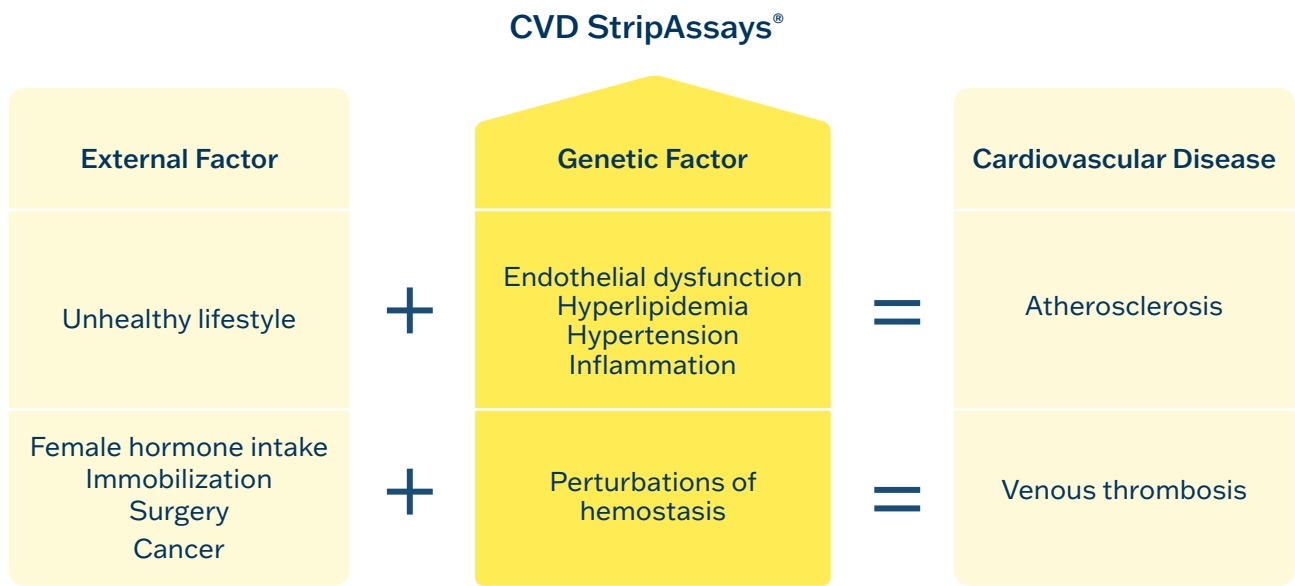 CVD StripAssays®
External Factor
Genetic Factor
Cardiovascular Disease
Unhealthy lifestyle
+
Endothelial dysfunction
Hyperlipidemia
Hypertension
Inflammation
=
Atherosclerosis
Female hormone intake
Immobilization
Surgery
Cancer
+
Perturbations of
hemostasis
=
Venous thrombosis